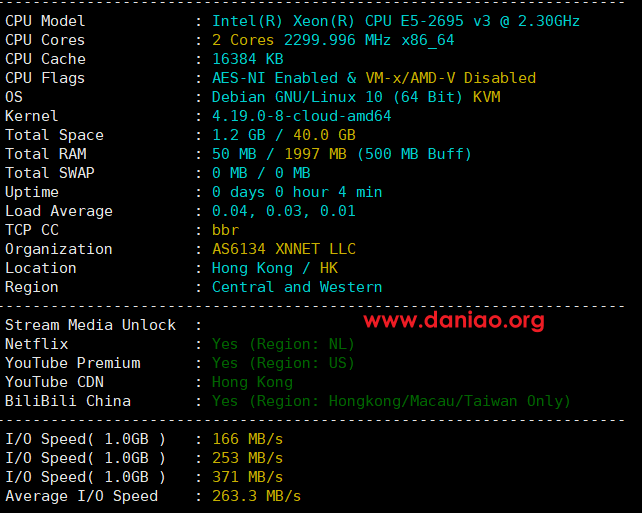 ----------------------------------------------------------------------
CPU Model : Intel(R) Xeon(R) CPU E5-2695 v3 @ 2.30GHz
CPU Cores : 2 Cores 2299.996 MHz x86_64
CPU Cache : 16384 KB
CPU Flags : AES-NI Enabled & VM-x/AMD-V Disabled
OS : Debian GNU/Linux 10 (64 Bit) KVM
Kernel : 4.19.0-8-cloud-amd64
Total Space : 1.2 GB / 40.0 GB
Total RAM : 50 MB / 1997 MB (500 MB Buff)
Total SWAP : 0 MB / 0 MB
Uptime : 0 days 0 hour 4 min
Load Average : 0.04, 0.03, 0.01
TCP CC : bbr
Organization : AS6134 XNNET LLC
Location : Hong Kong / HK
Region : Central and Western
----------------------------------------------------------------------
Stream Media Unlock :
www.daniao.org
Netflix : Yes (Region: NL)
YouTube Premium : Yes (Region: US)
YouTube CDN : Hong Kong
BiliBili China : Yes (Region: Hongkong/Macau/Taiwan Only)
----------------------------------------------------------------------
I/O Speed( 1.0GB ) : 166 MB/s
I/O Speed( 1.0GB ) : 253 MB/s
I/O Speed( 1.0GB ) : 371 MB/s
Average I/O Speed : 263.3 MB/s